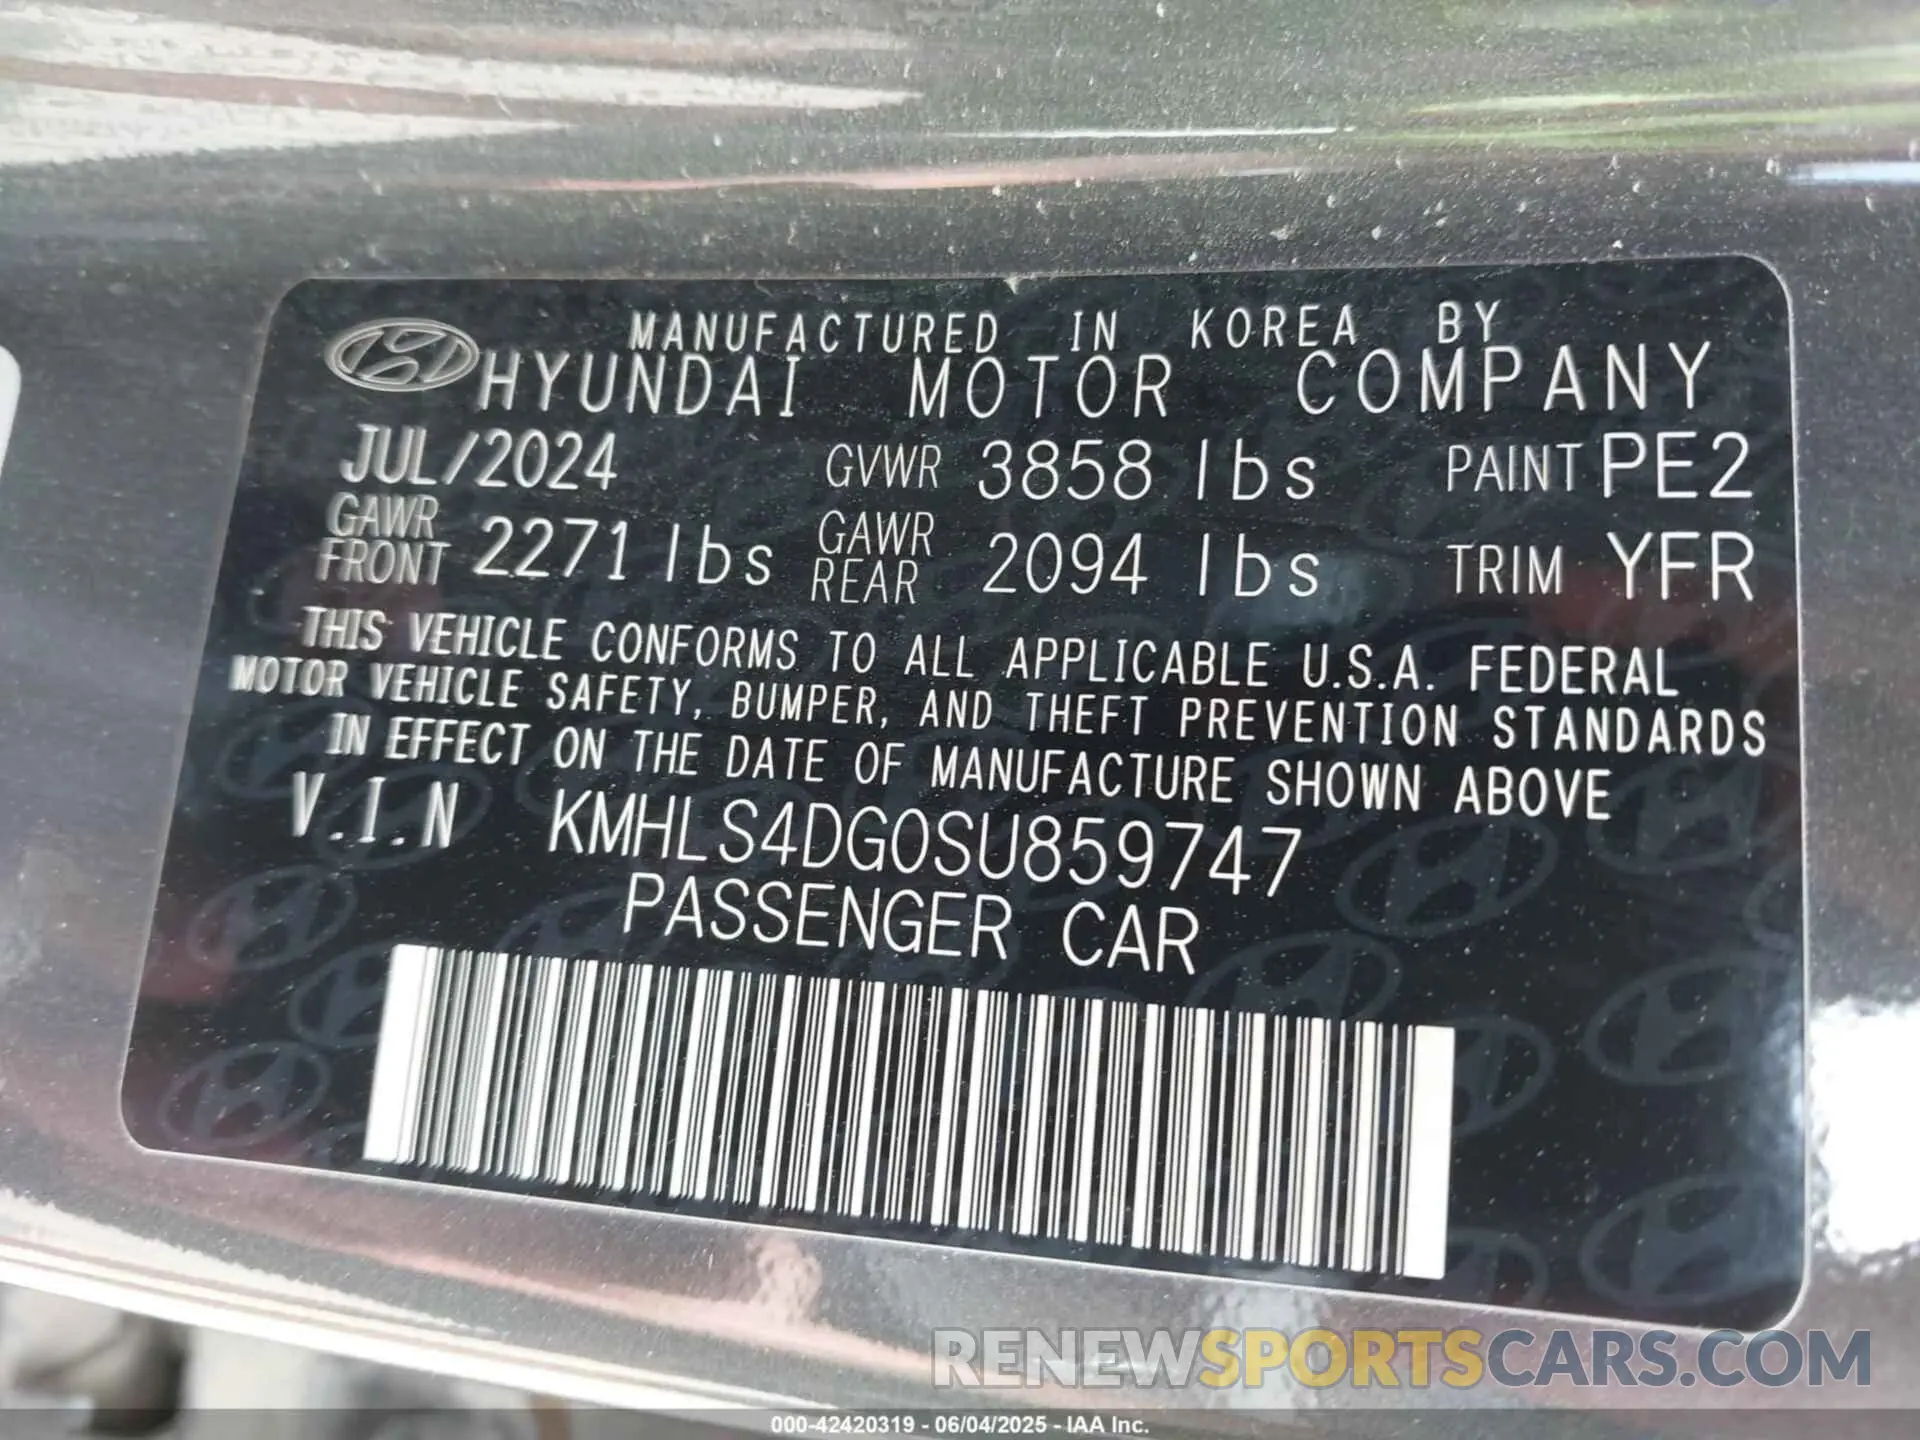 MANUFACTURED IN KOREA BY
HYUNDAI MOTOR COMPANY
JUL/2024 GVWR 3858 lbs PAINT PE2
GAWR FRONT 2271 lbs GAWR REAR 2094 lbs TRIM YFR
THIS VEHICLE CONFORMS TO ALL APPLICABLE U.S.A. FEDERAL
MOTOR VEHICLE SAFETY, BUMPER, AND THEFT PREVENTION STANDARDS
IN EFFECT ON THE DATE OF MANUFACTURE SHOWN ABOVE
V.I.N KMHLS4DG0SU859747
PASSENGER CAR
RENEWSPORTSCARS.COM
000-42420319 - 06/04/2025 - IAA Inc.